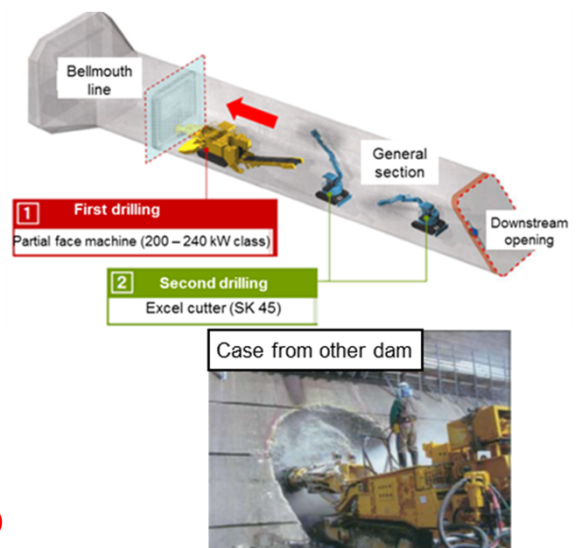 Bellmouth
line
General
section
Downstream
opening
1 First drilling
Partial face machine (200 – 240 kW class)
2 Second drilling
Excel cutter (SK 45)
Case from other dam